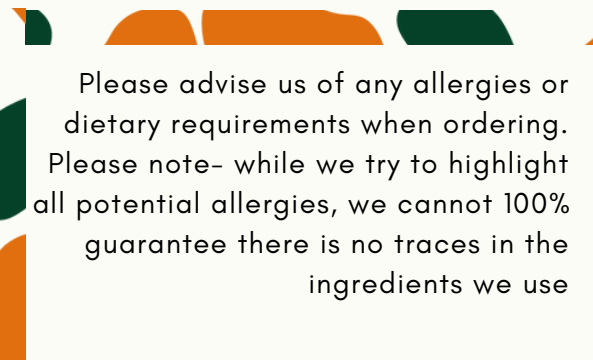 Please advise us of any allergies or
dietary requirements when ordering.
Please note- while we try to highlight
all potential allergies, we cannot 100%
guarantee there is no traces in the
ingredients we use